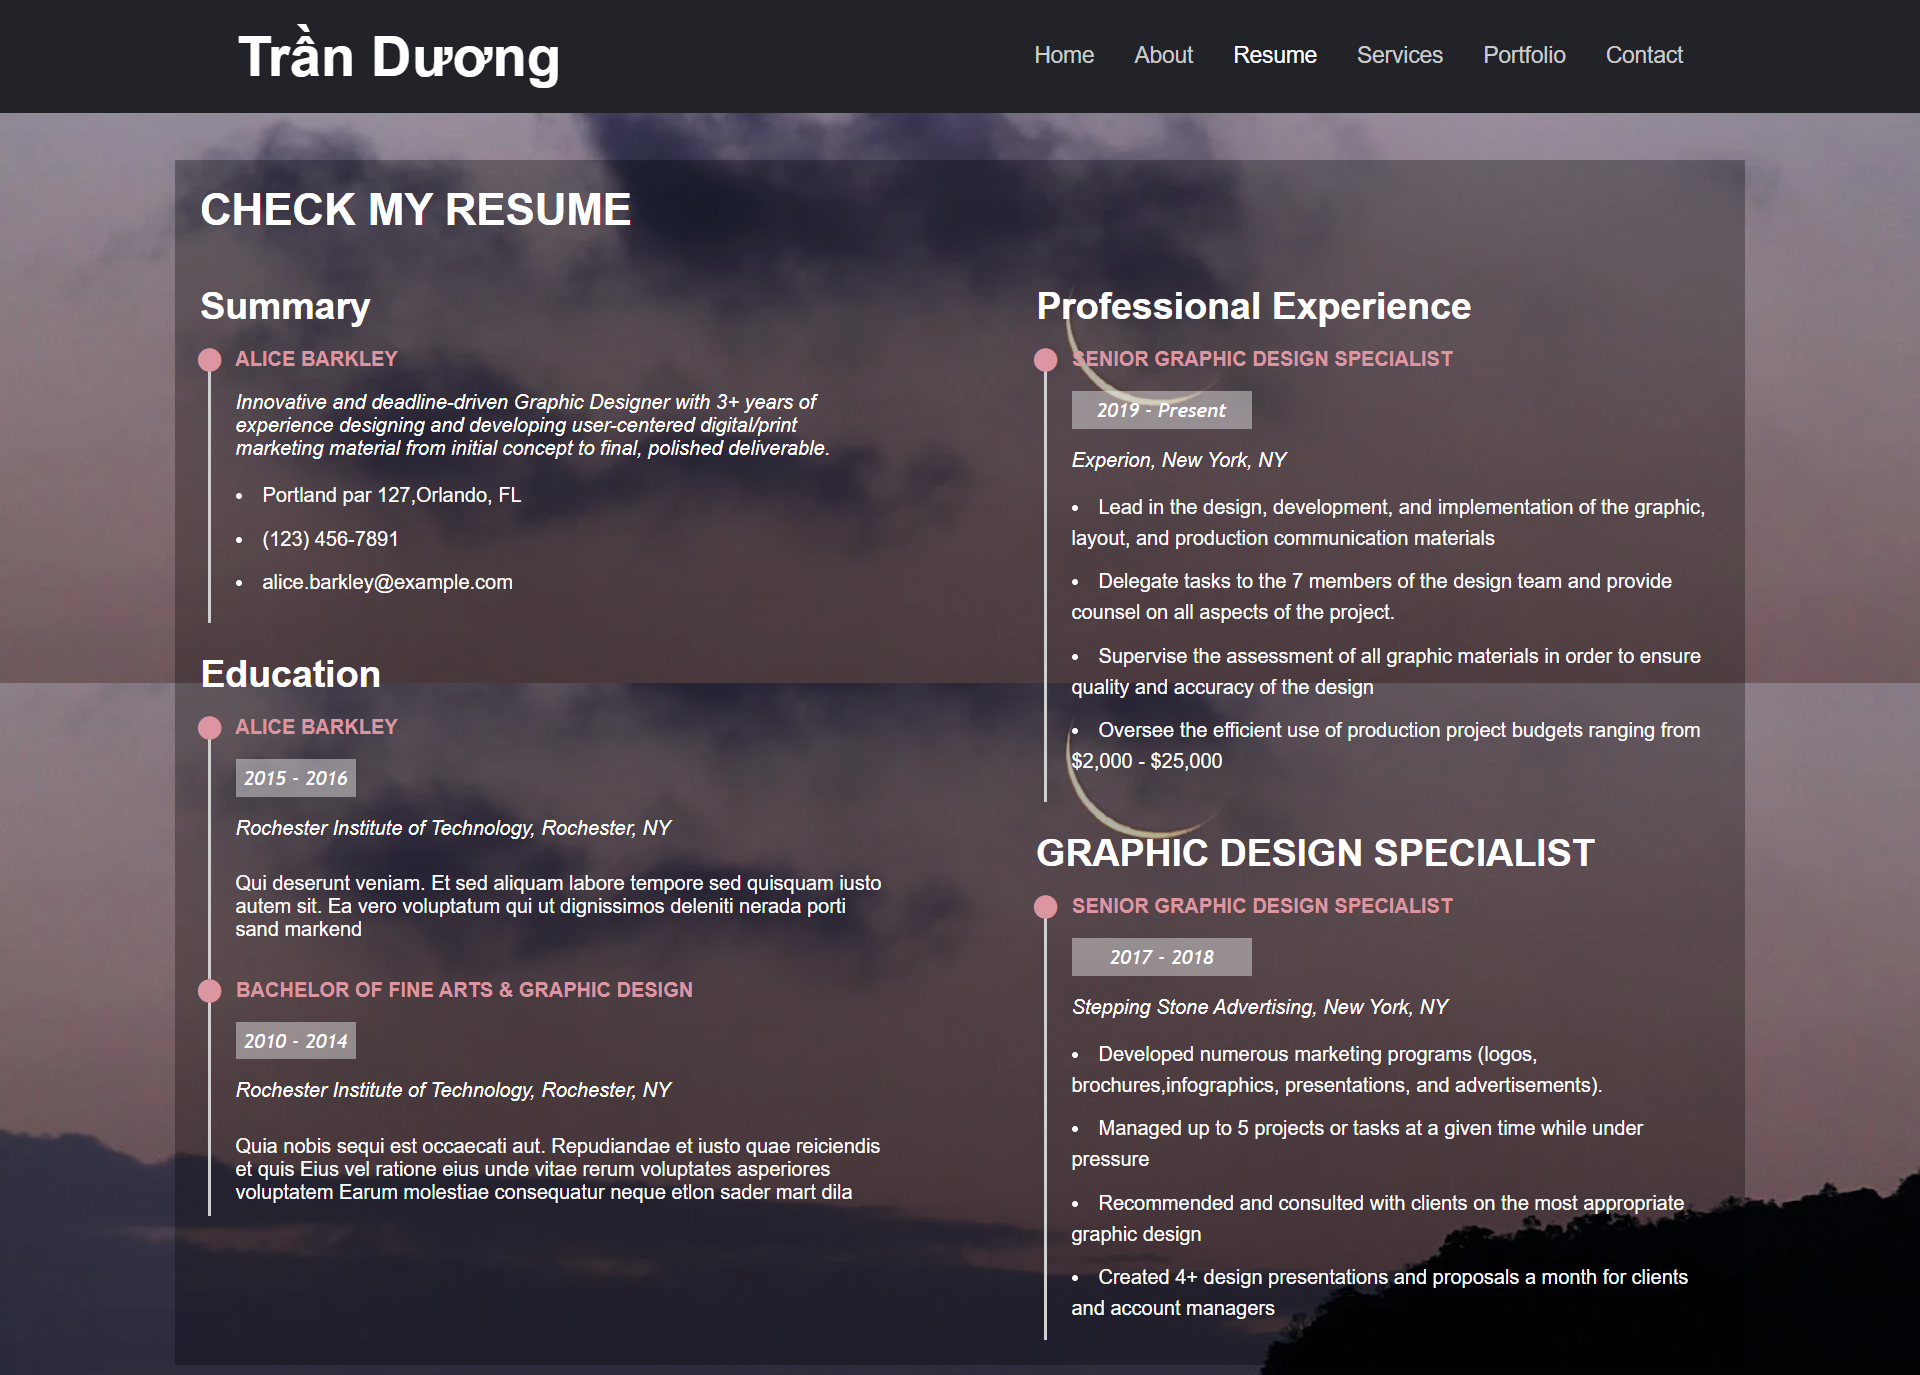 Trần Dương
Home About Resume Services Portfolio Contact
CHECK MY RESUME
Summary
ALICE BARKLEY
Innovative and deadline-driven Graphic Designer with 3+ years of
experience designing and developing user-centered digital/print
marketing material from initial concept to final, polished deliverable.
• Portland par 127,Orlando, FL
• (123) 456-7891
• alice.barkley@example.com
Education
ALICE BARKLEY
2015 - 2016
Rochester Institute of Technology, Rochester, NY
Qui deserunt veniam. Et sed aliquam labore tempore sed quisquam iusto
autem sit. Ea vero voluptatum qui ut dignissimos deleniti nerada porti
sand markend
BACHELOR OF FINE ARTS & GRAPHIC DESIGN
2010 - 2014
Rochester Institute of Technology, Rochester, NY
Quia nobis sequi est occaecati aut. Repudiandae et iusto quae reiciendis
et quis Eius vel ratione eius unde vitae rerum voluptates asperiores
voluptatem Earum molestiae consequatur neque etlon sader mart dila
Professional Experience
SENIOR GRAPHIC DESIGN SPECIALIST
2019 - Present
Experion, New York, NY
• Lead in the design, development, and implementation of the graphic,
layout, and production communication materials
• Delegate tasks to the 7 members of the design team and provide
counsel on all aspects of the project.
• Supervise the assessment of all graphic materials in order to ensure
quality and accuracy of the design
• Oversee the efficient use of production project budgets ranging from
$2,000 - $25,000
GRAPHIC DESIGN SPECIALIST
SENIOR GRAPHIC DESIGN SPECIALIST
2017 - 2018
Stepping Stone Advertising, New York, NY
• Developed numerous marketing programs (logos,
brochures,infographics, presentations, and advertisements).
• Managed up to 5 projects or tasks at a given time while under
pressure
• Recommended and consulted with clients on the most appropriate
graphic design
• Created 4+ design presentations and proposals a month for clients
and account managers